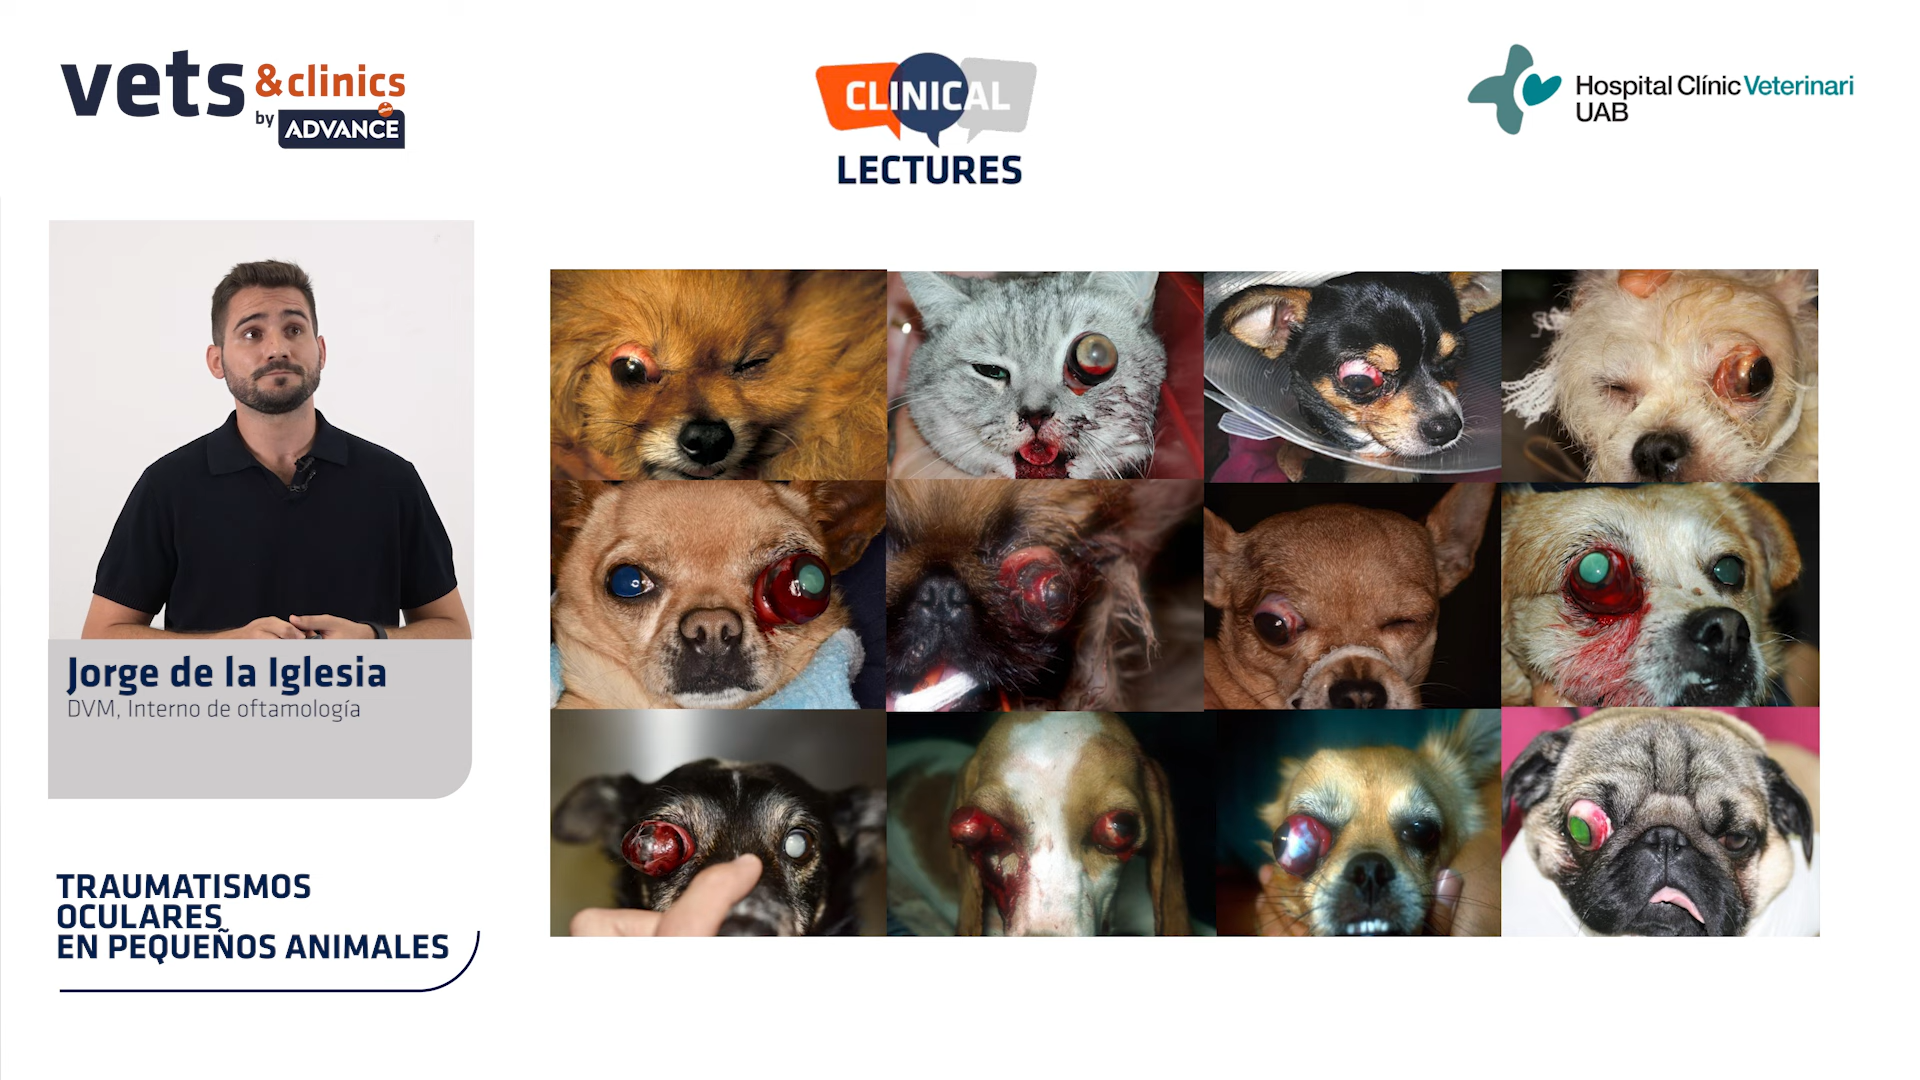 vets &clinics
by ADVANCE
CLINICAL
LECTURES
Hospital Clínic Veterinari
UAB
Jorge de la Iglesia
DVM, Interno de oftamología
TRAUMATISMOS
OCULARES
EN PEQUEÑOS ANIMALES